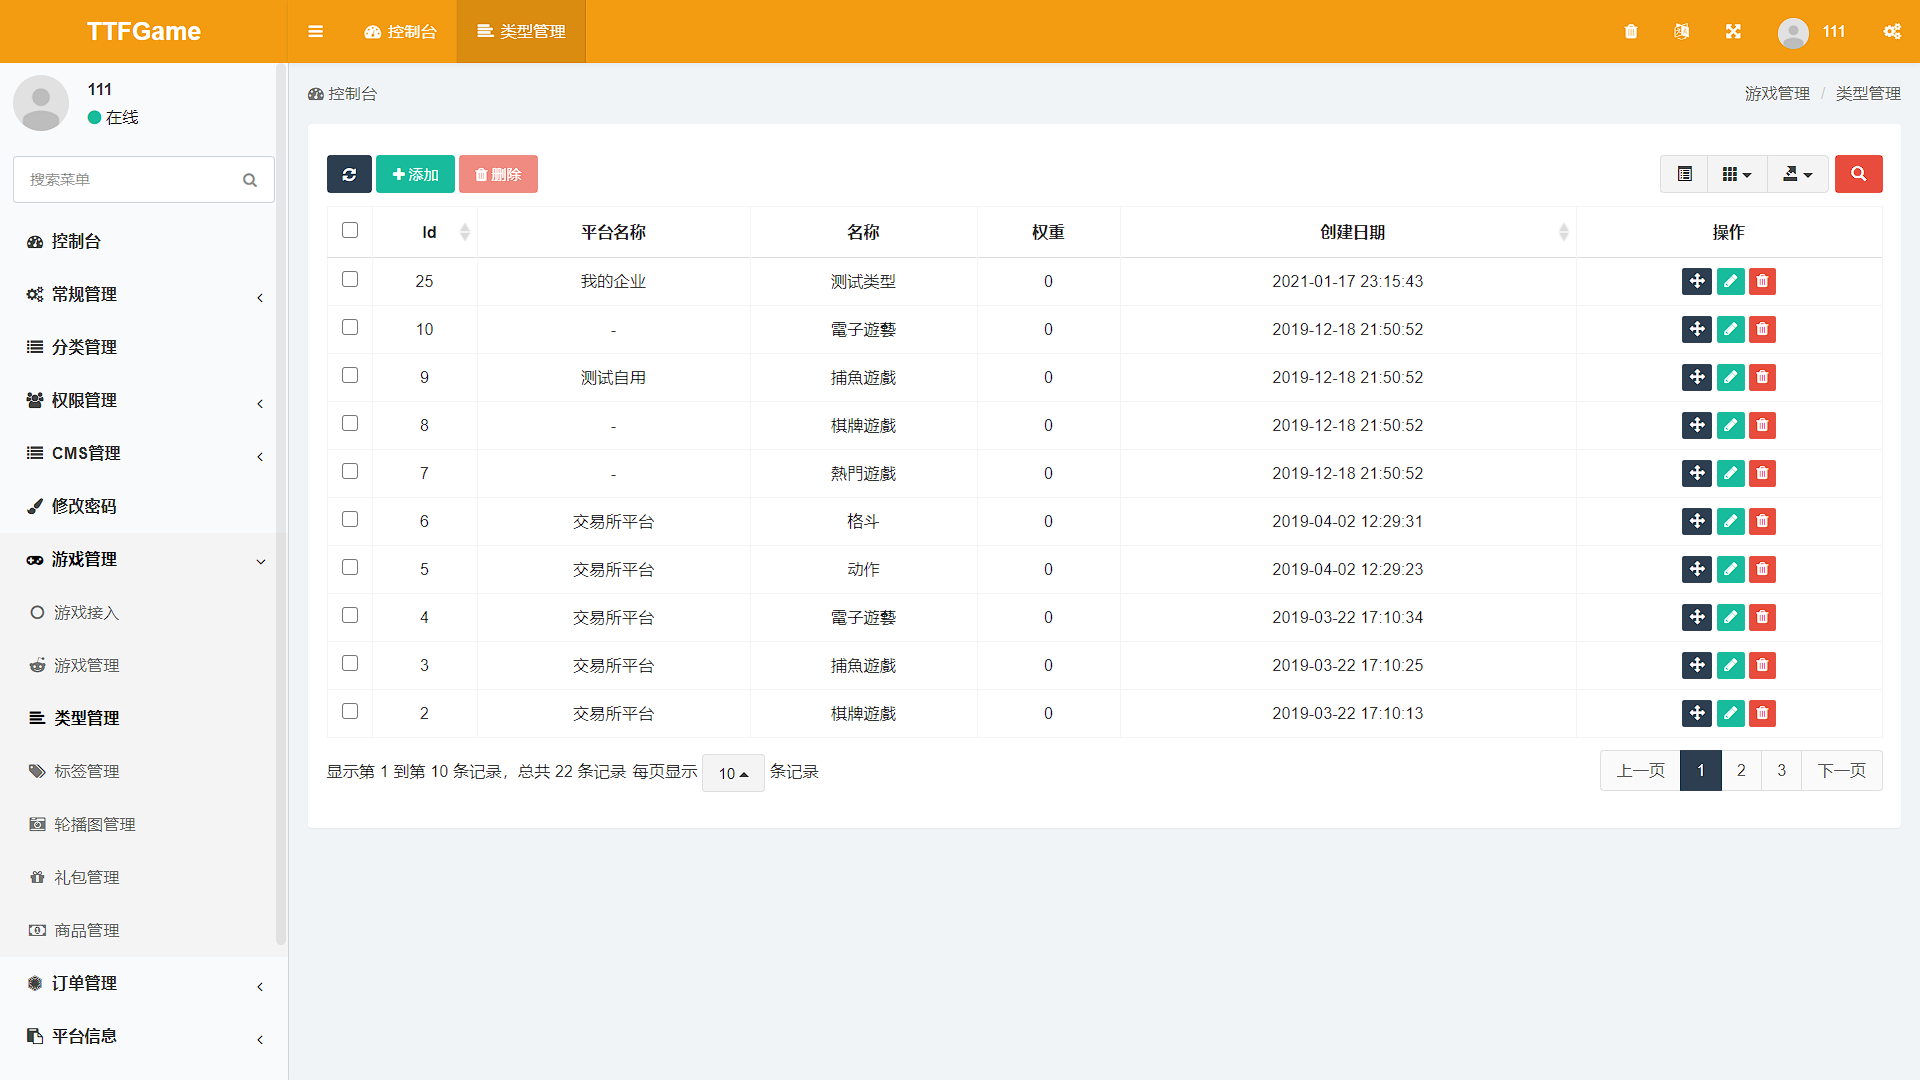 TTFGame
控制台
类型管理
111
111
在线
搜索菜单
控制台
常规管理
分类管理
权限管理
CMS管理
修改密码
游戏管理
游戏接入
游戏管理
类型管理
标签管理
轮播图管理
礼包管理
商品管理
订单管理
平台信息
控制台
游戏管理 / 类型管理
添加 删除
Id 平台名称 名称 权重 创建日期 操作
25 我的企业 测试类型 0 2021-01-17 23:15:43
10 - 電子遊藝 0 2019-12-18 21:50:52
9 测试自用 捕魚遊戲 0 2019-12-18 21:50:52
8 - 棋牌遊戲 0 2019-12-18 21:50:52
7 - 熱門遊戲 0 2019-12-18 21:50:52
6 交易所平台 格斗 0 2019-04-02 12:29:31
5 交易所平台 动作 0 2019-04-02 12:29:23
4 交易所平台 電子遊藝 0 2019-03-22 17:10:34
3 交易所平台 捕魚遊戲 0 2019-03-22 17:10:25
2 交易所平台 棋牌遊戲 0 2019-03-22 17:10:13
显示第 1 到第 10 条记录，总共 22 条记录 每页显示 10 条记录
上一页 1 2 3 下一页